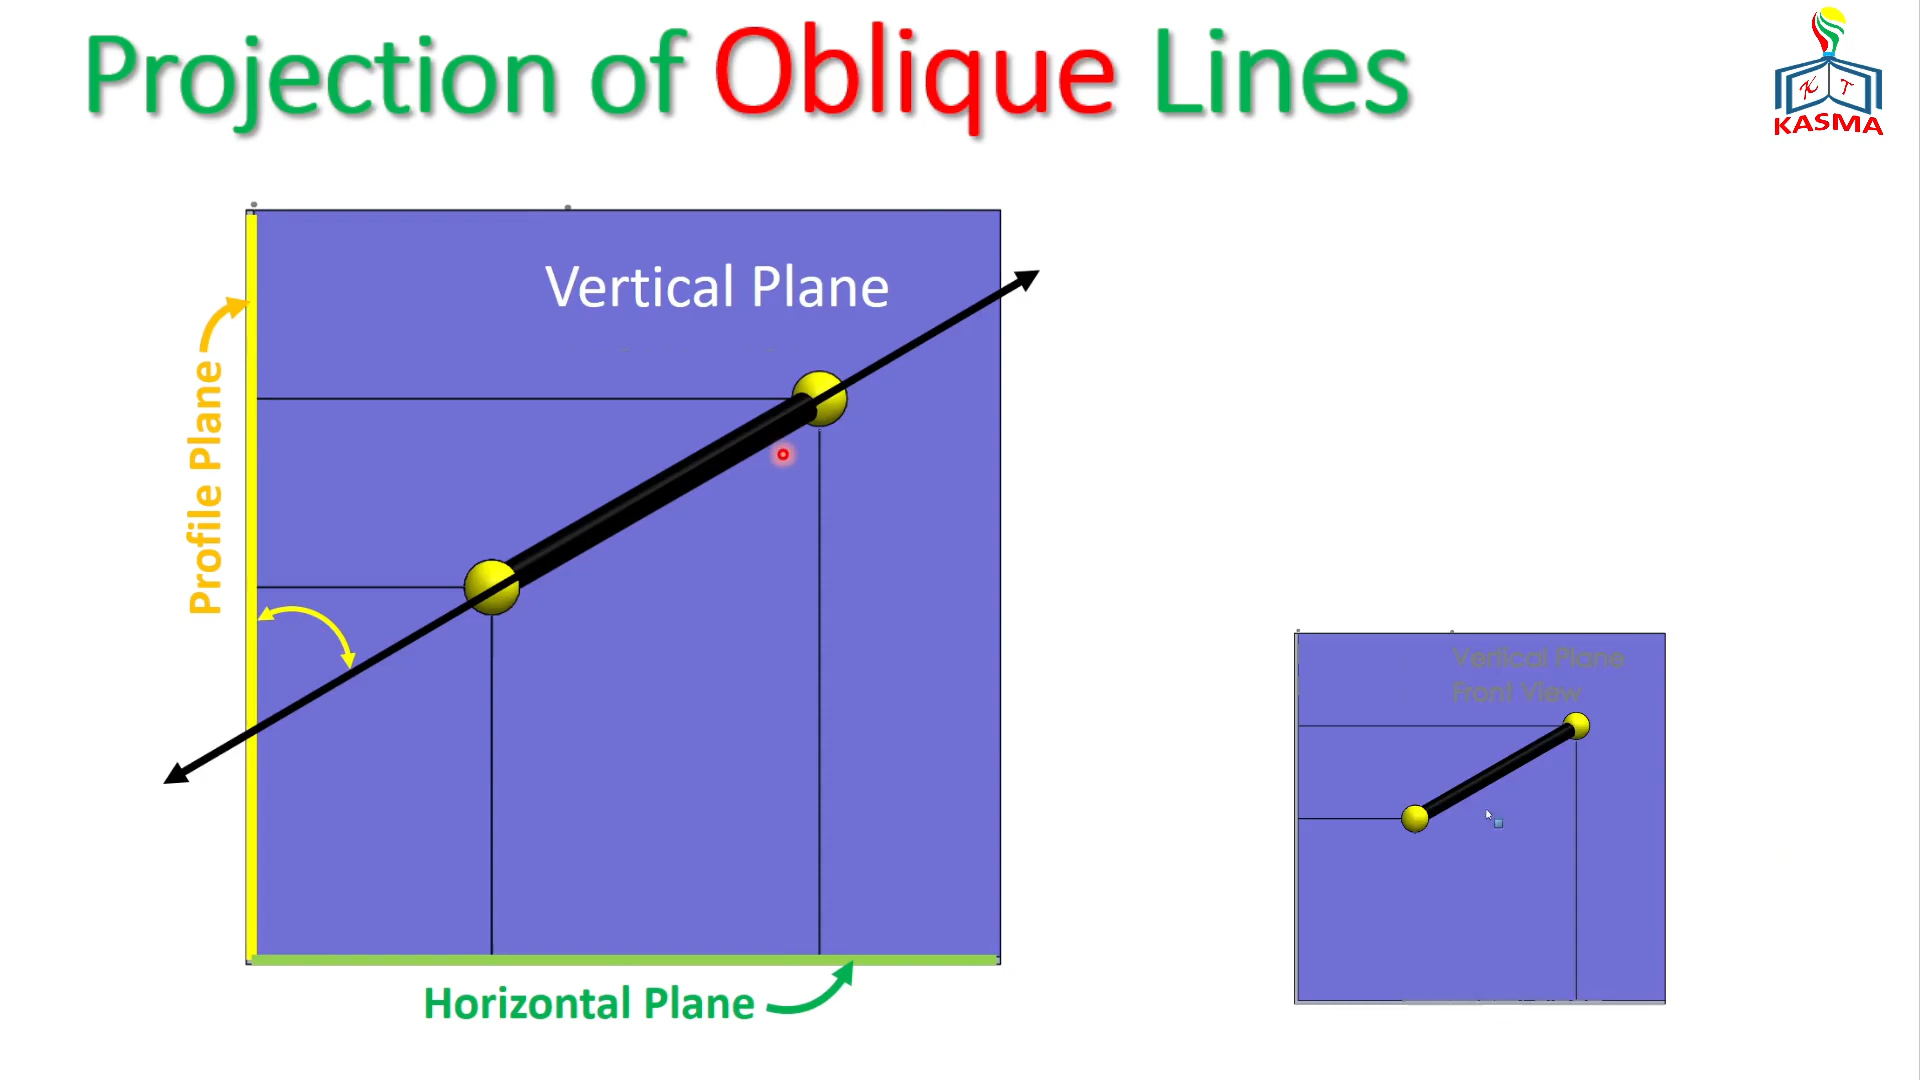 Projection of Oblique Lines
K T
KASMA
Vertical Plane
Profile Plane
Horizontal Plane
Vertical Plane
Front View